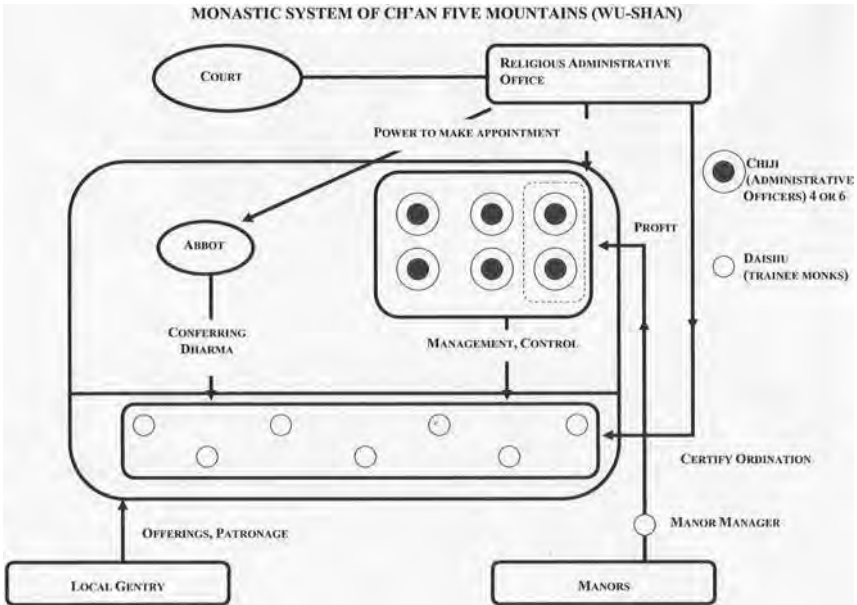 MONASTIC SYSTEM OF CH'AN FIVE MOUNTAINS (WU-SHAN)
COURT
RELIGIOUS ADMINISTRATIVE
OFFICE
POWER TO MAKE APPOINTMENT
CHIJI
(ADMINISTRATIVE
OFFICERS) 4 OR 6
ABBOT
PROFIT
DAISHU
(TRAINEE MONKS)
CONFERRING
DHARMA
MANAGEMENT, CONTROL
CERTIFY ORDINATION
OFFERINGS, PATRONAGE
MANOR MANAGER
LOCAL GENTRY
MANORS